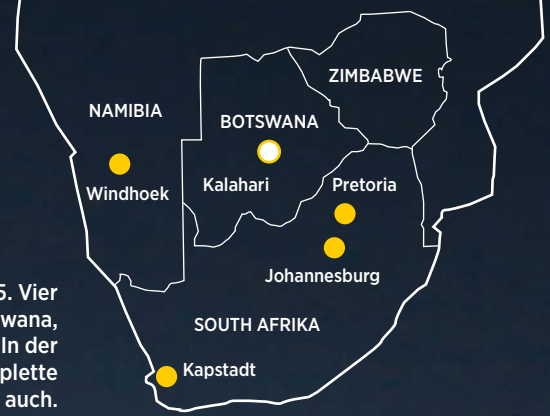 ZIMBABWE
NAMIBIA
BOTSWANA
Kalahari
Pretoria
Windhoek
Johannesburg
SOUTH AFRIKA
Kapstadt
5. Vier
wana,
In der
plette
auch.